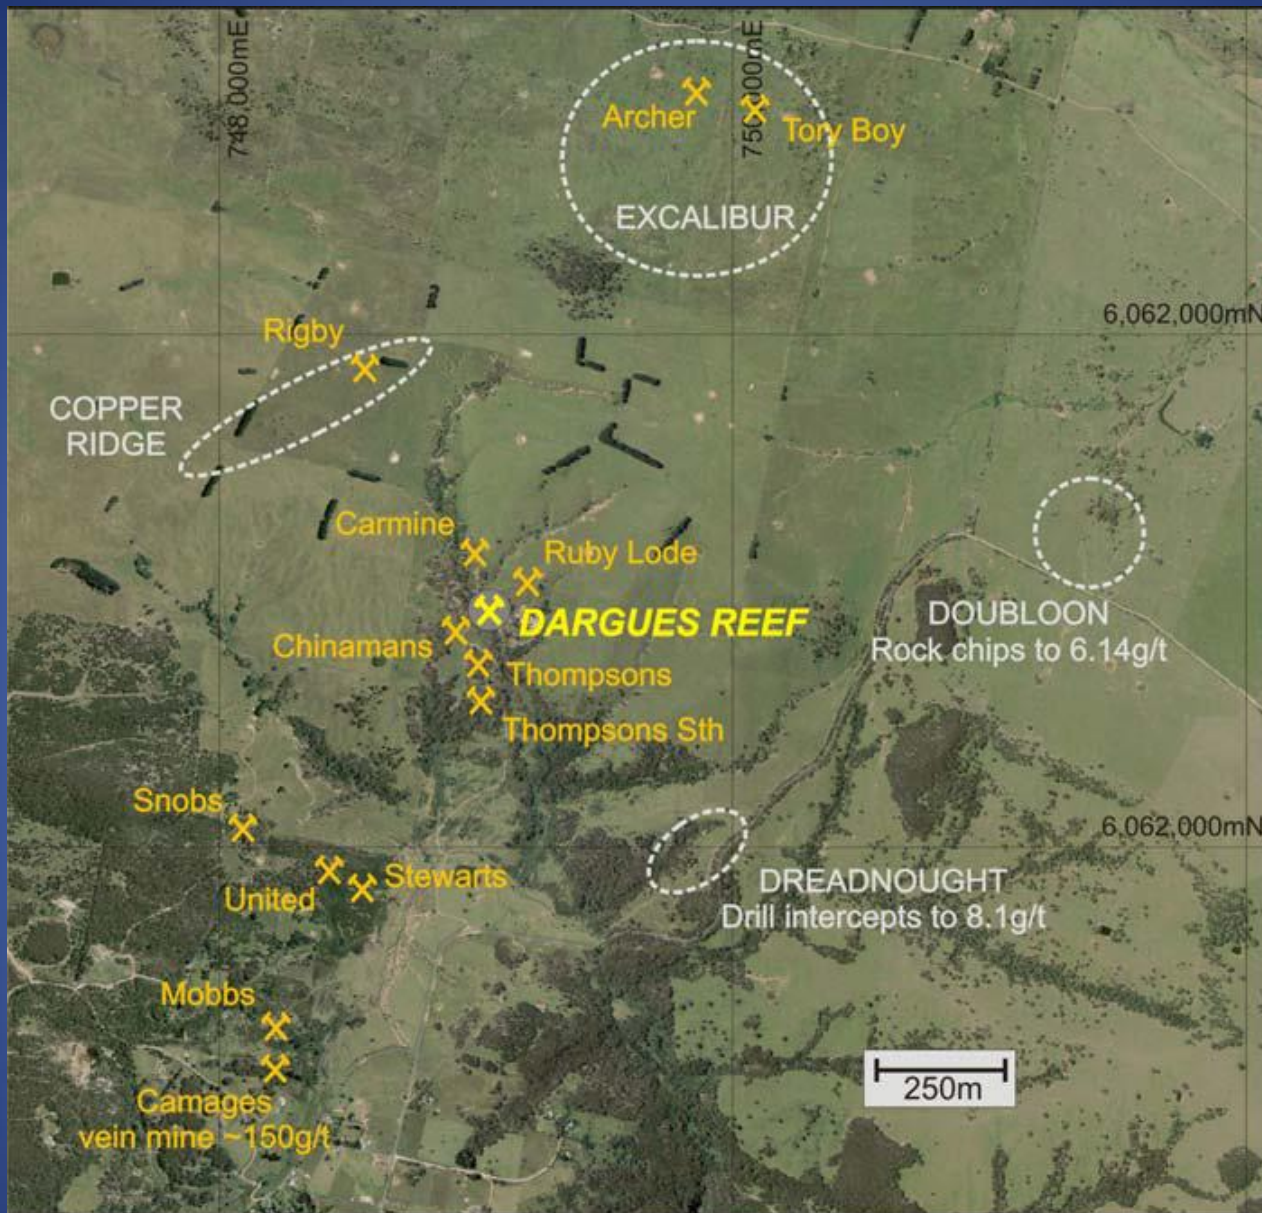 748,000mE
750,000mE
Archer
Tory Boy
EXCALIBUR
6,062,000mN
Rigby
COPPER
RIDGE
Carmine
Ruby Lode
DARGUES REEF
Chinamans
Thompsons
Thompsons Sth
DOUBLOON
Rock chips to 6.14g/t
Snobs
6,062,000mN
United
Stewarts
DREADNOUGHT
Drill intercepts to 8.1g/t
Mobbs
Camages
vein mine ~150g/t
250m